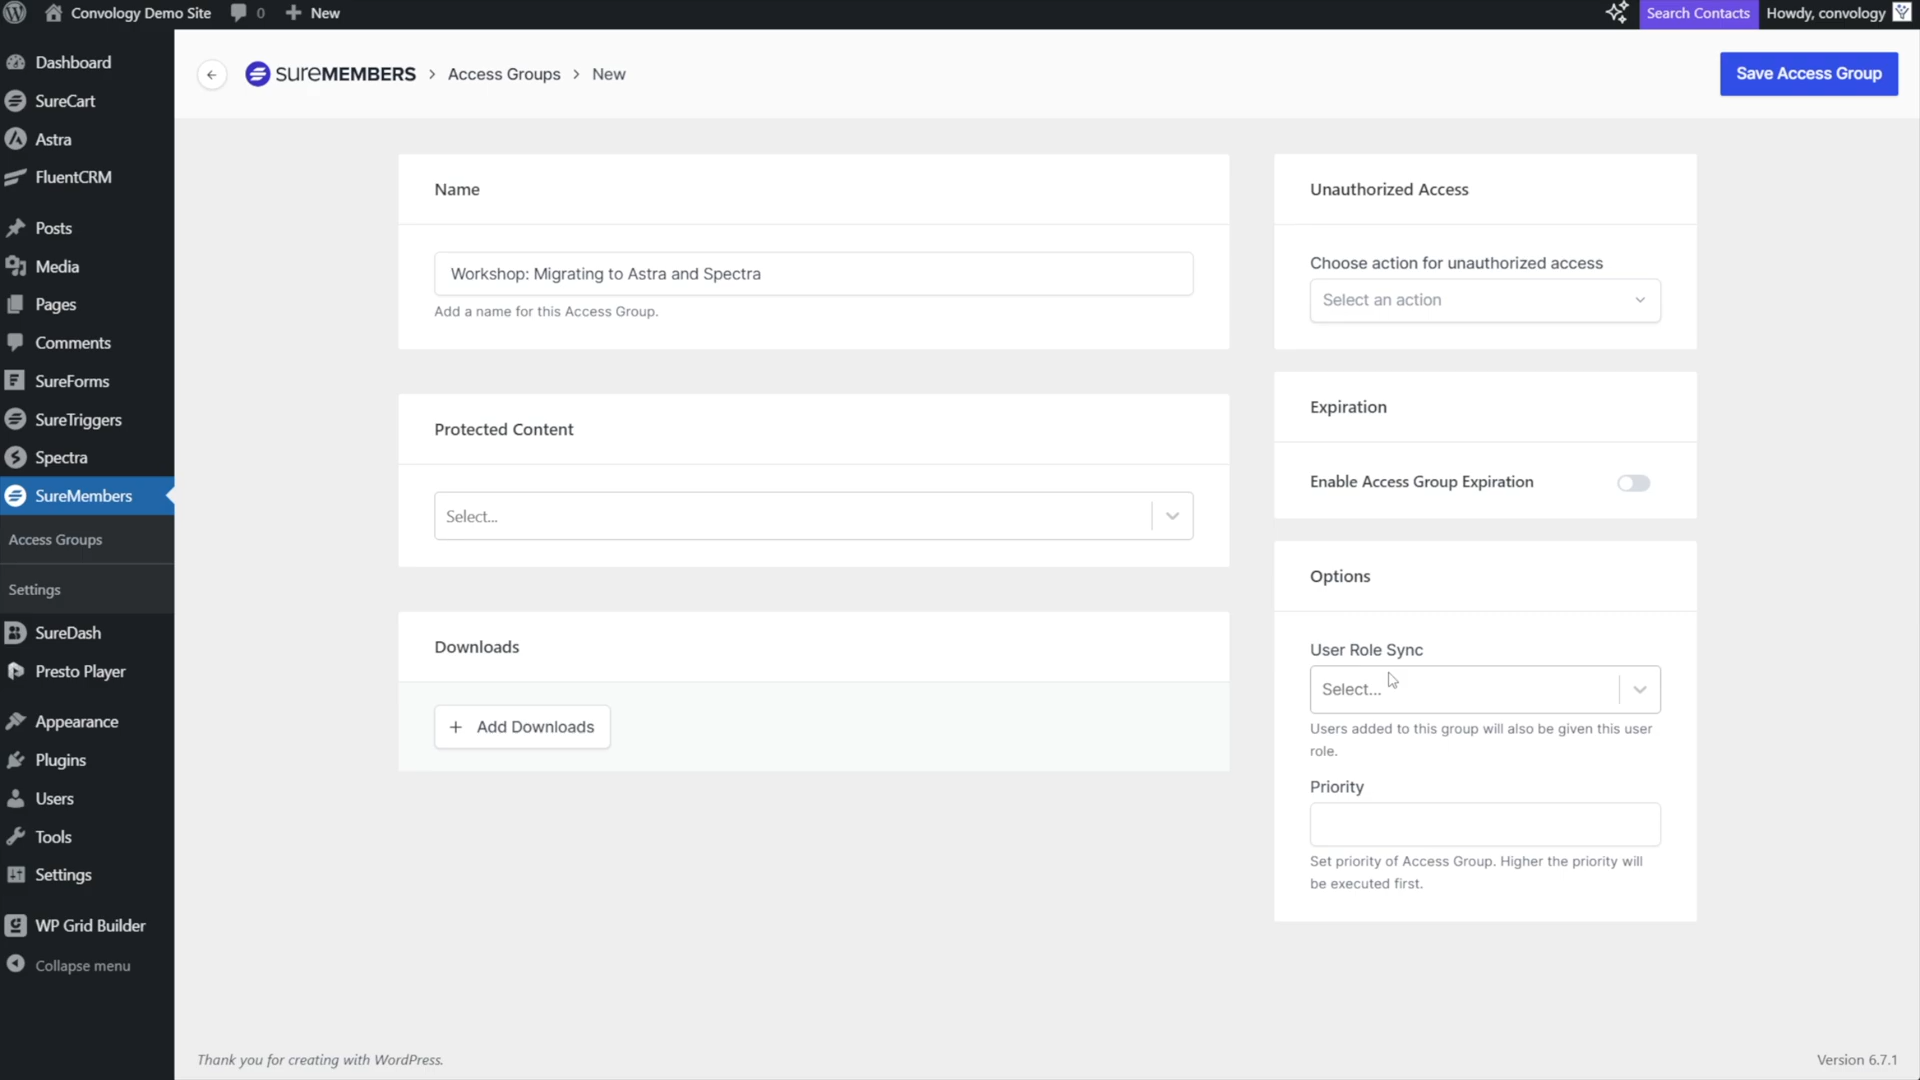 Convology Demo Site
0
New
Search Contacts
Howdy, convology
Dashboard
SureCart
Astra
FluentCRM
Posts
Media
Pages
Comments
SureForms
SureTriggers
Spectra
SureMembers
Access Groups
Settings
SureDash
Presto Player
Appearance
Plugins
Users
Tools
Settings
WP Grid Builder
Collapse menu
sureMEMBERS > Access Groups > New
Save Access Group
Name
Workshop: Migrating to Astra and Spectra
Add a name for this Access Group.
Protected Content
Select...
Downloads
+ Add Downloads
Unauthorized Access
Choose action for unauthorized access
Select an action
Expiration
Enable Access Group Expiration
Options
User Role Sync
Select...
Users added to this group will also be given this user
role.
Priority
Set priority of Access Group. Higher the priority will
be executed first.
Thank you for creating with WordPress.
Version 6.7.1